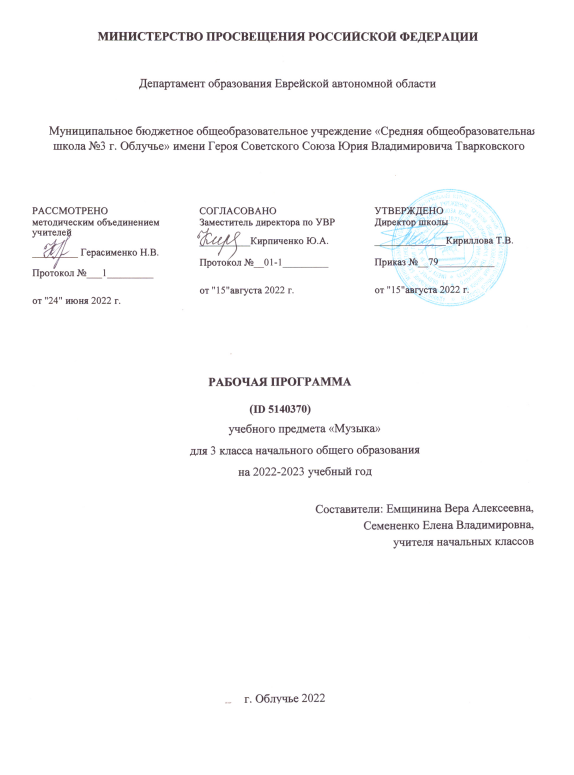 МИНИСТЕРСТВО ПРОСВЕЩЕНИЯ РОССИЙСКОЙ ФЕДЕРАЦИИ
Департамент образования Еврейской автономной области
Муниципальное бюджетное общеобразовательное учреждение «Средняя общеобразовательная
школа №3 г. Облучье» имени Героя Советского Союза Юрия Владимировича Тварковского
РАССМОТРЕНО
методическим объединением
учителей
Герасименко Н.В.
Протокол №___1__________
от "24" июня 2022 г.
СОГЛАСОВАНО
Заместитель директора по УВР
Кирпиченко Ю.А.
Протокол №__01-1__________
от "15"августа 2022 г.
УТВЕРЖДЕНО
Директор школы
Кириллова Т.В.
Приказ №__79____________
от "15"августа 2022 г.
РАБОЧАЯ ПРОГРАММА
(ID 5140370)
учебного предмета «Музыка»
для 3 класса начального общего образования
на 2022-2023 учебный год
Составители: Емщинина Вера Алексеевна,
Семененко Елена Владимировна,
учителя начальных классов
г. Облучье 2022